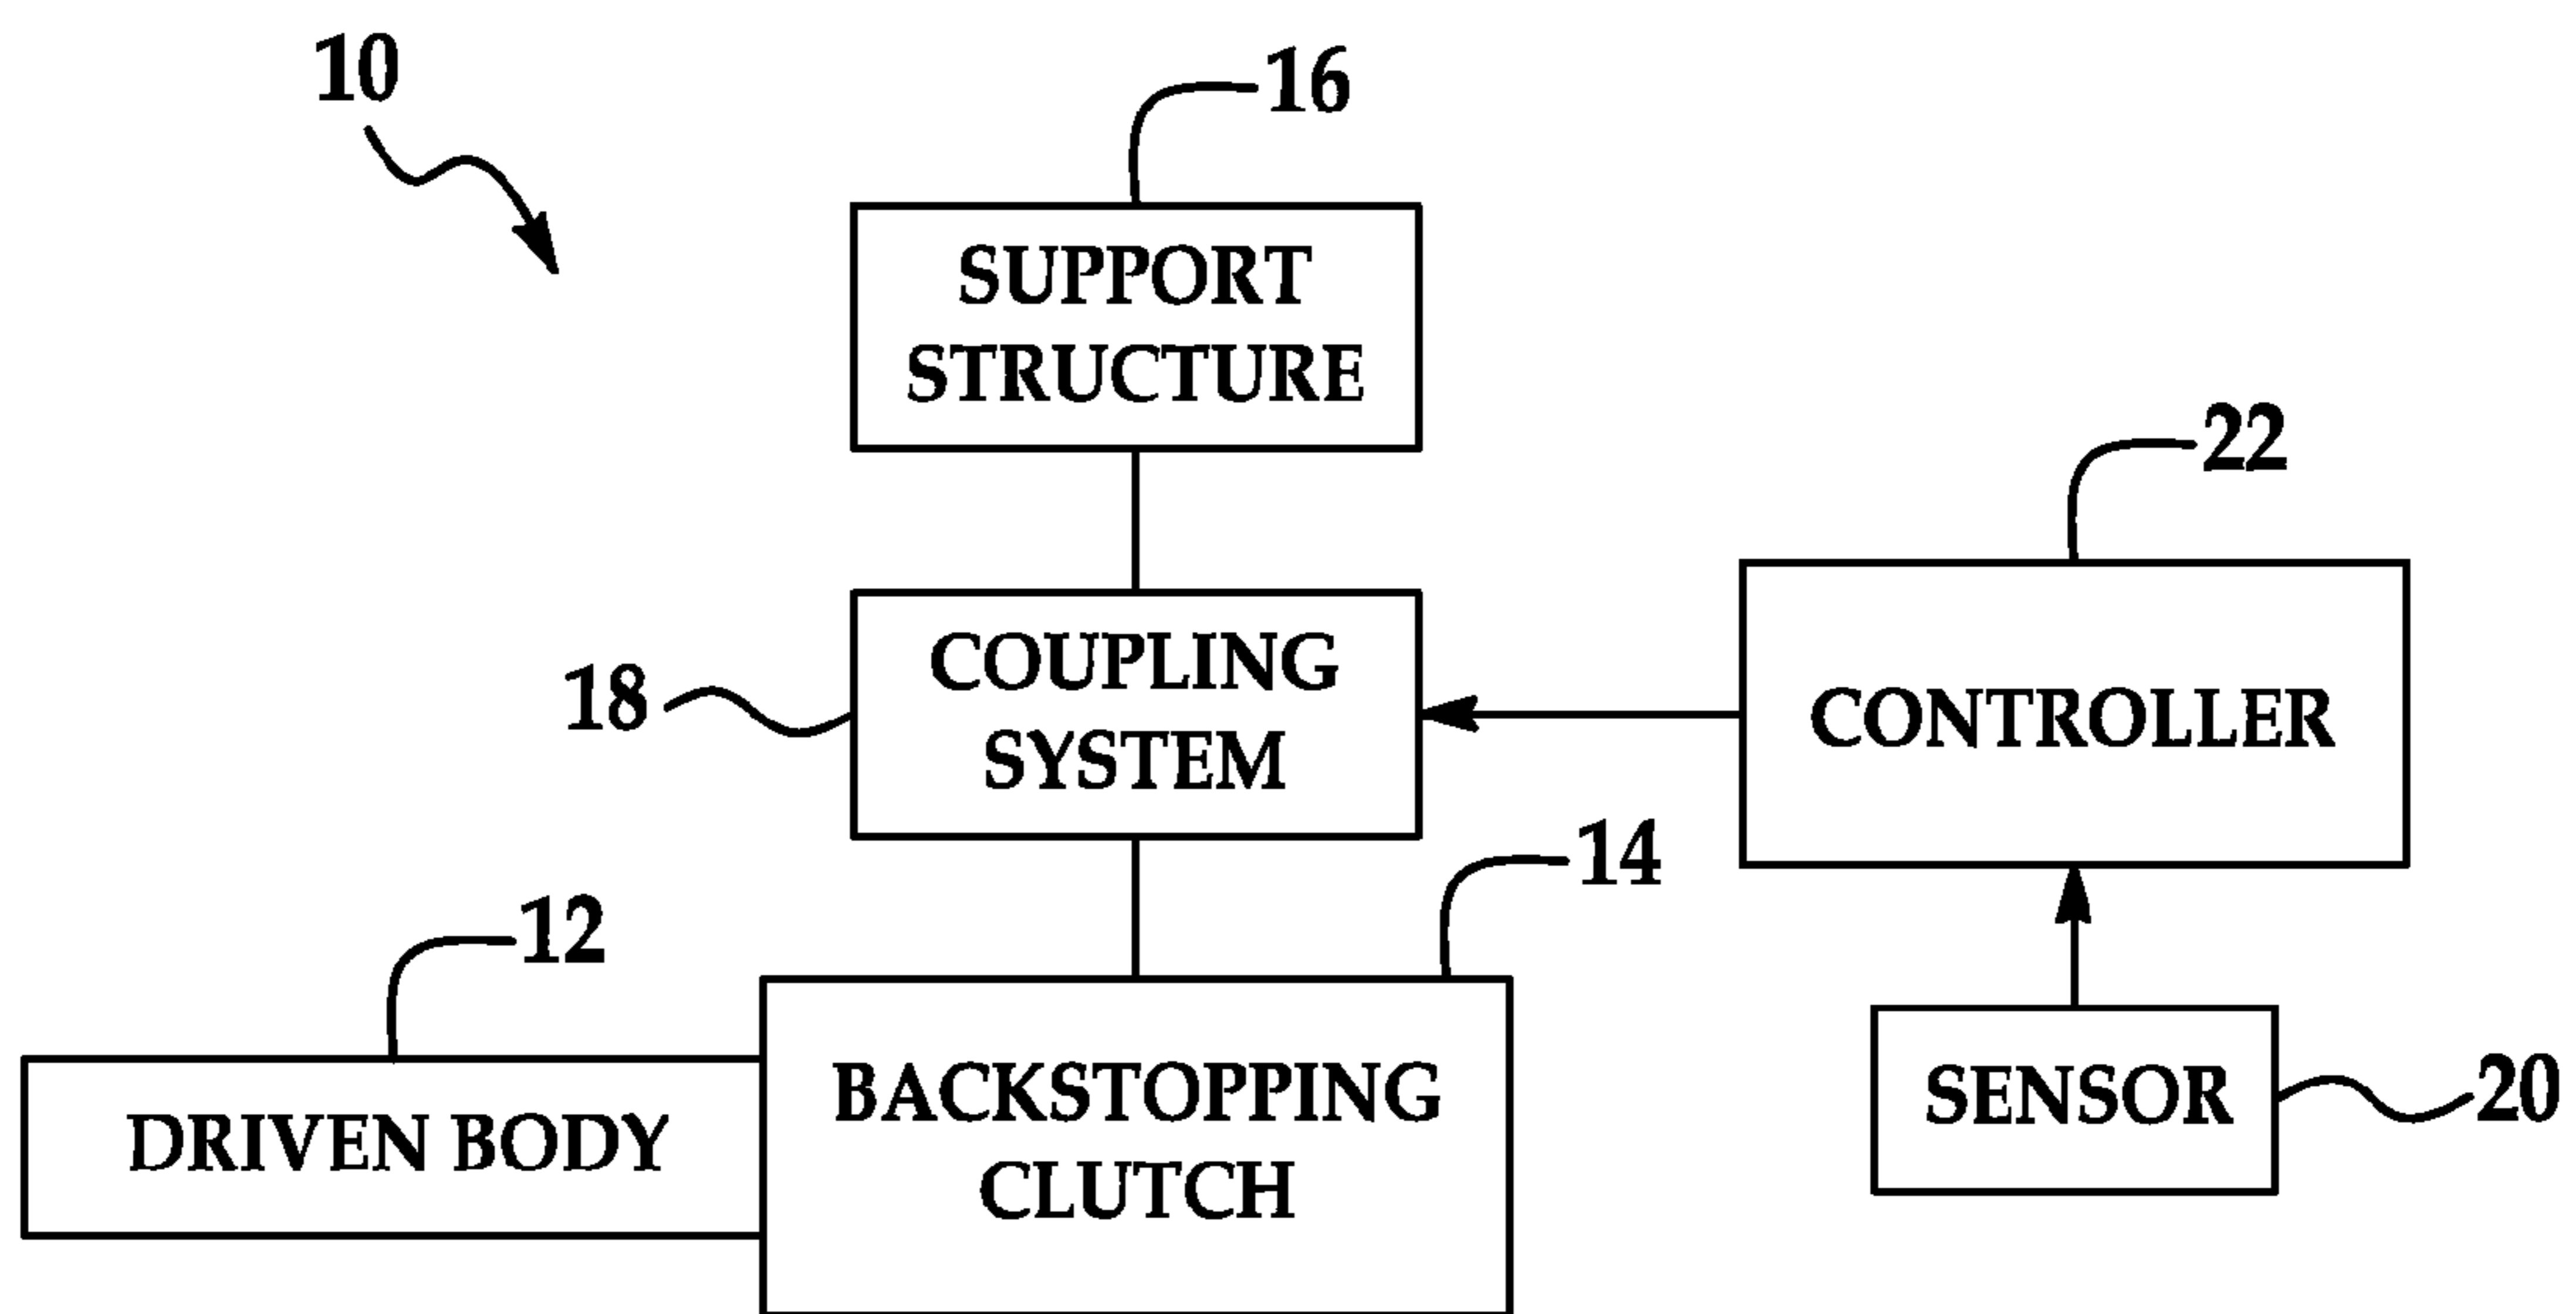 10
16
SUPPORT
STRUCTURE
22
COUPLING
SYSTEM
18
CONTROLLER
14
12
BACKSTOPPING
CLUTCH
DRIVEN BODY
SENSOR
20